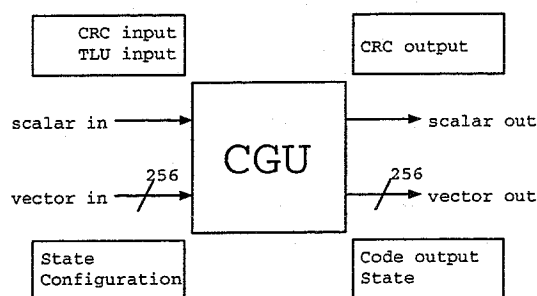 CRC input
TLU input
CRC output
scalar in
CGU
scalar out
256
256
vector in
vector out
State
Configuration
Code output
State